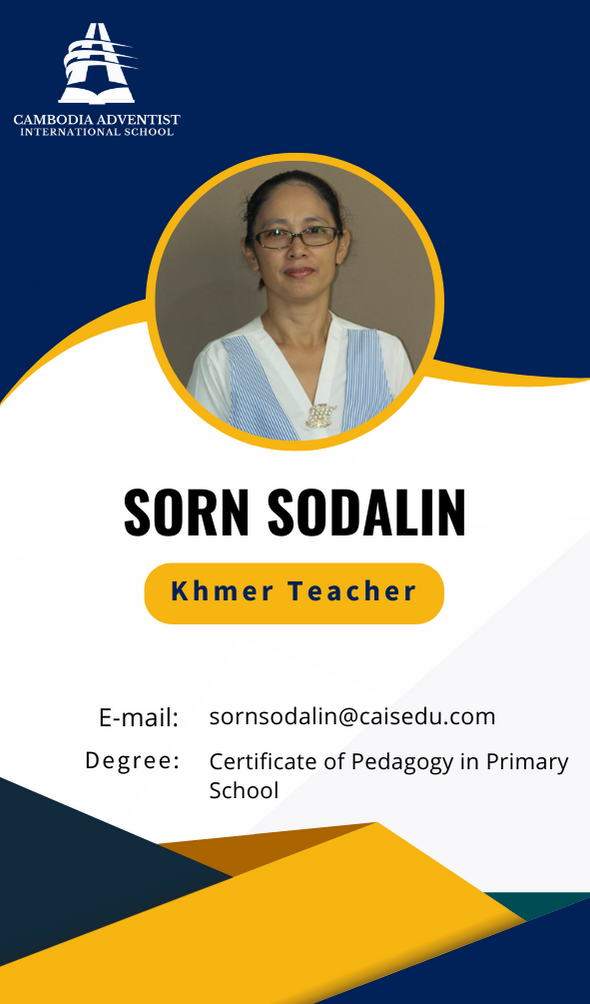 CAMBODIA ADVENTIST
INTERNATIONAL SCHOOL
SORN SODALIN
Khmer Teacher
E-mail: sornsodalin@caisedu.com
Degree: Certificate of Pedagogy in Primary
School